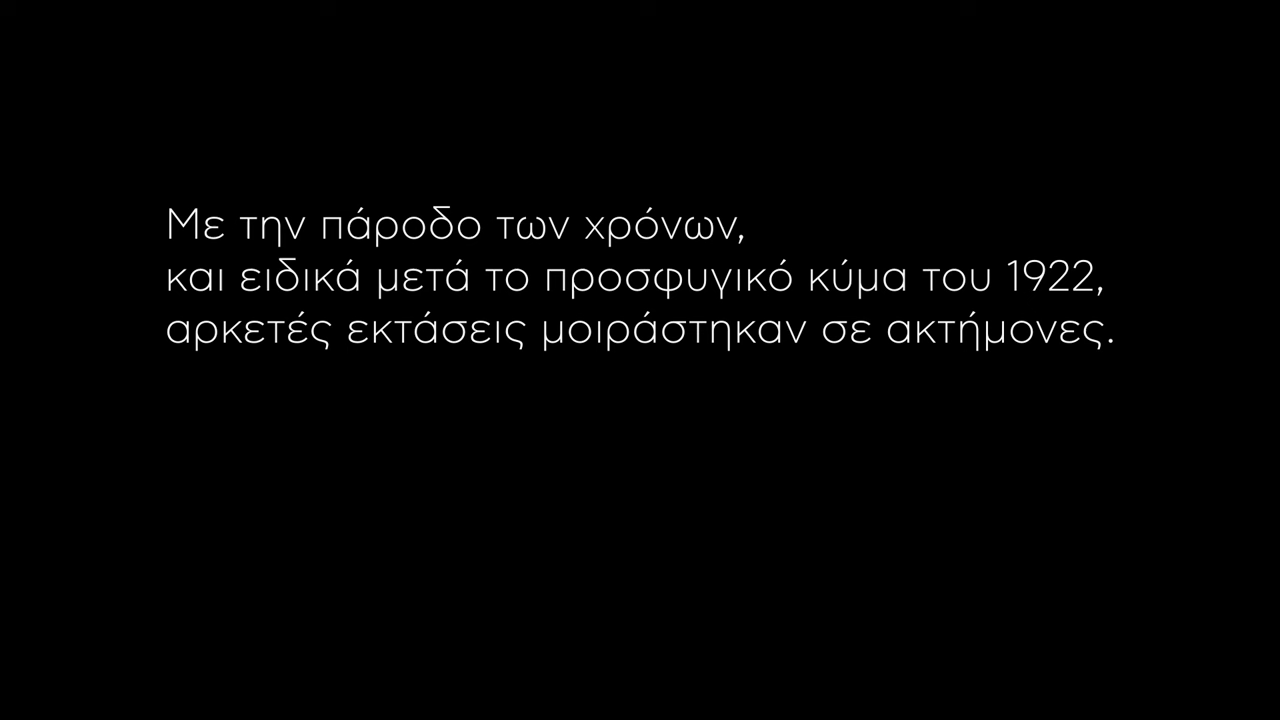 Με την πάροδο των χρόνων,
και ειδικά μετά το προσφυγικό κύμα του 1922,
αρκετές εκτάσεις μοιράστηκαν σε ακτήμονες.